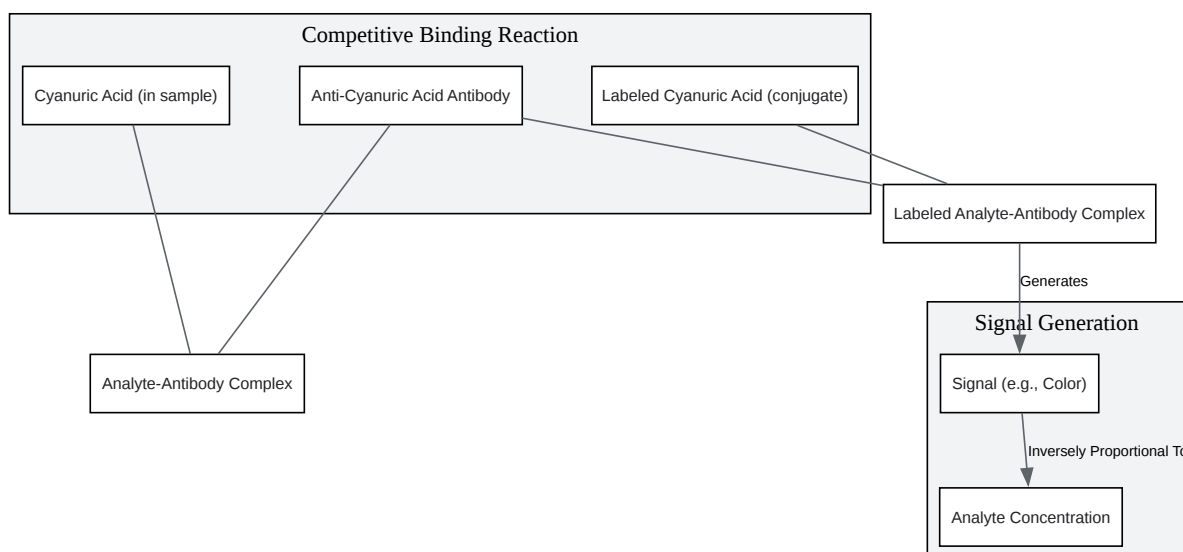 Competitive Binding Reaction
Cyanuric Acid (in sample)
Anti-Cyanuric Acid Antibody
Labeled Cyanuric Acid (conjugate)
Labeled Analyte-Antibody Complex
Generates
Signal Generation
Analyte-Antibody Complex
Signal (e.g., Color)
Inversely Proportional To
Analyte Concentration